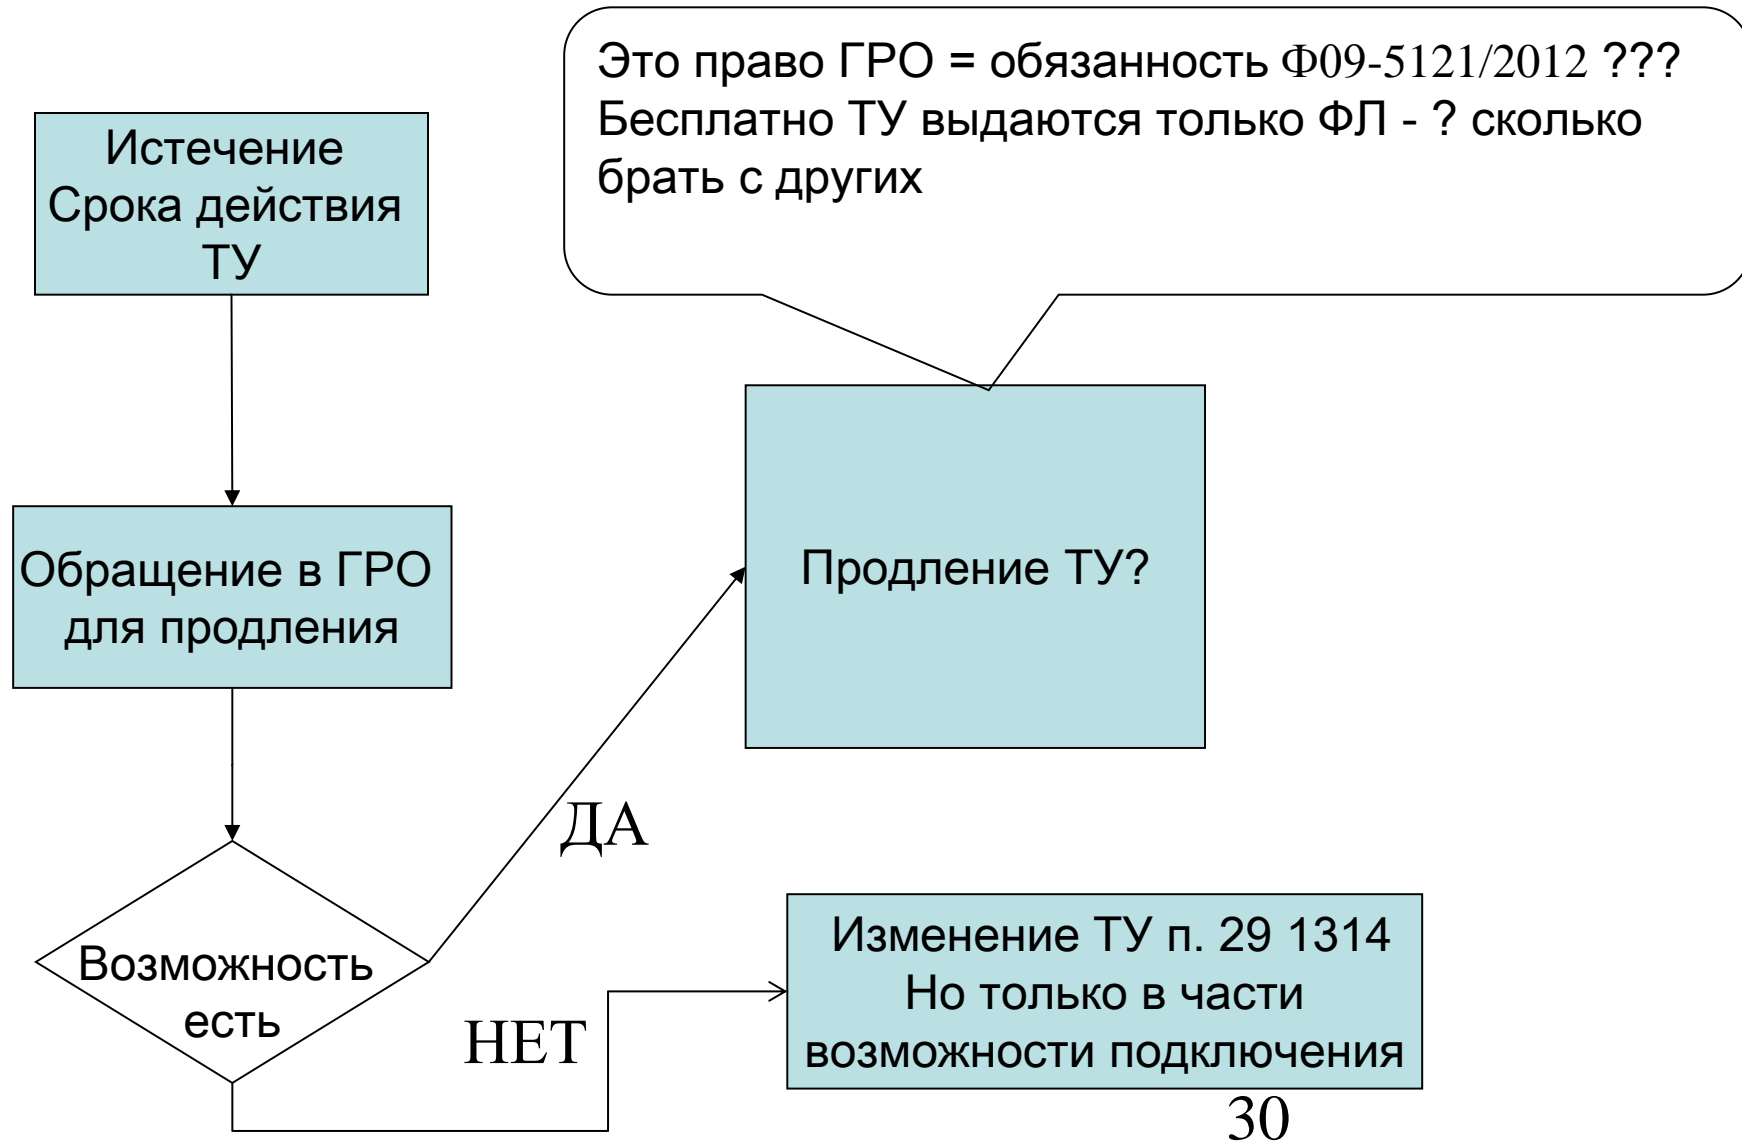 Это право ГРО = обязанность Ф09-5121/2012 ???
Бесплатно ТУ выдаются только ФЛ - ? сколько
брать с других
Истечение
Срока действия
ТУ
Обращение в ГРО
для продления
Продление ТУ?
ДА
Возможность
есть
НЕТ
Изменение ТУ п. 29 1314
Но только в части
возможности подключения
30